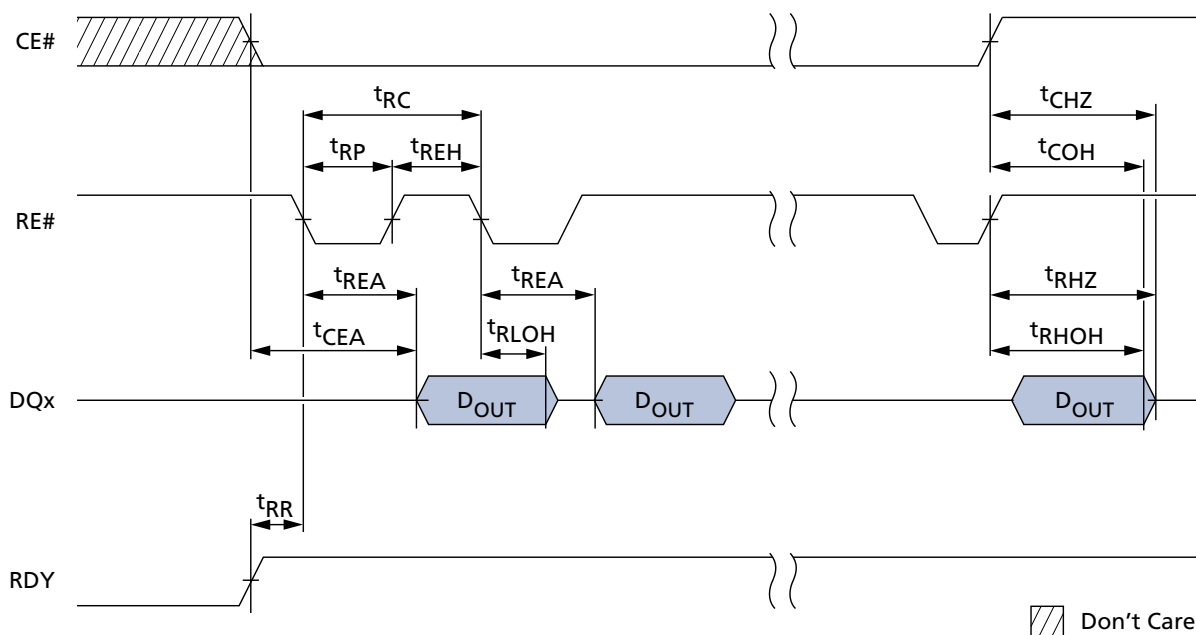 CE#
tRC
tCHZ
tRP
tREH
tCOH
RE#
tREA
tREA
tRHZ
tCEA
tRLOH
tRHOH
DQx
DOUT
DOUT
DOUT
tRR
RDY
Don't Care